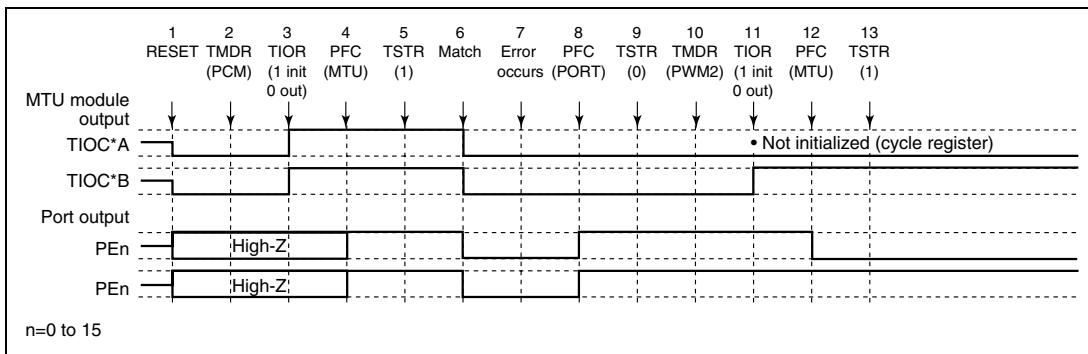 1 2 3 4 5 6 7 8 9 10 11 12 13
RESET TMDR TIOR PFC TSTR Match Error PFC TSTR TMDR TIOR PFC TSTR
(PCM) (1 init (MTU) (1) occurs (PORT) (0) (PWM2) (1 init (MTU) (1)
0 out) 0 out)
MTU module
output
TIOC*A
• Not initialized (cycle register)
TIOC*B
Port output
PEn
High-Z
PEn
High-Z
n=0 to 15